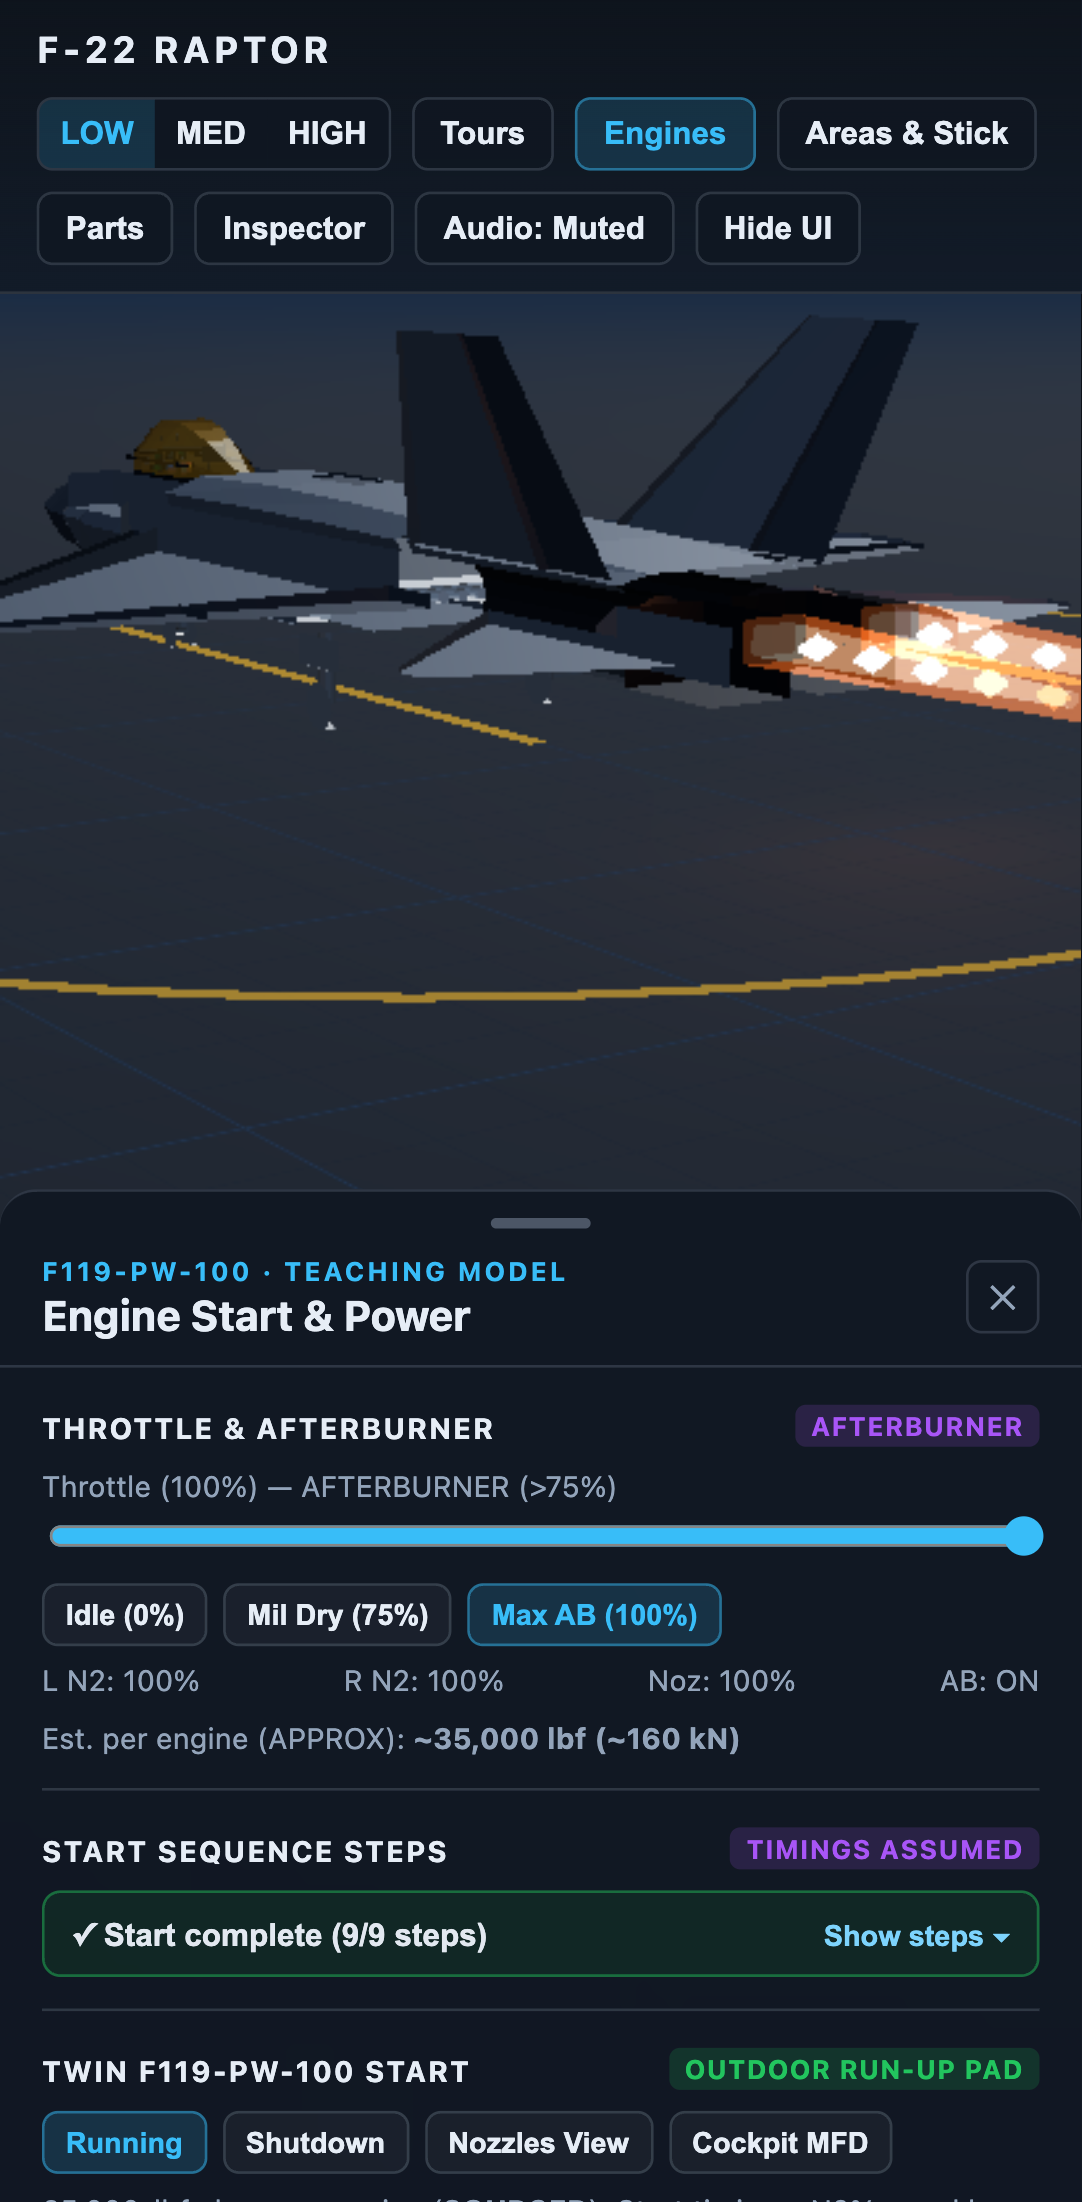 F-22 RAPTOR
LOW MED HIGH Tours Engines Areas & Stick
Parts Inspector Audio: Muted Hide UI
F119-PW-100 · TEACHING MODEL
Engine Start & Power
THROTTLE & AFTERBURNER AFTERBURNER
Throttle (100%) — AFTERBURNER (>75%)
Idle (0%) Mil Dry (75%) Max AB (100%)
L N2: 100% R N2: 100% Noz: 100% AB: ON
Est. per engine (APPROX): ~35,000 lbf (~160 kN)
START SEQUENCE STEPS TIMINGS ASSUMED
✓ Start complete (9/9 steps) Show steps
TWIN F119-PW-100 START OUTDOOR RUN-UP PAD
Running Shutdown Nozzles View Cockpit MFD